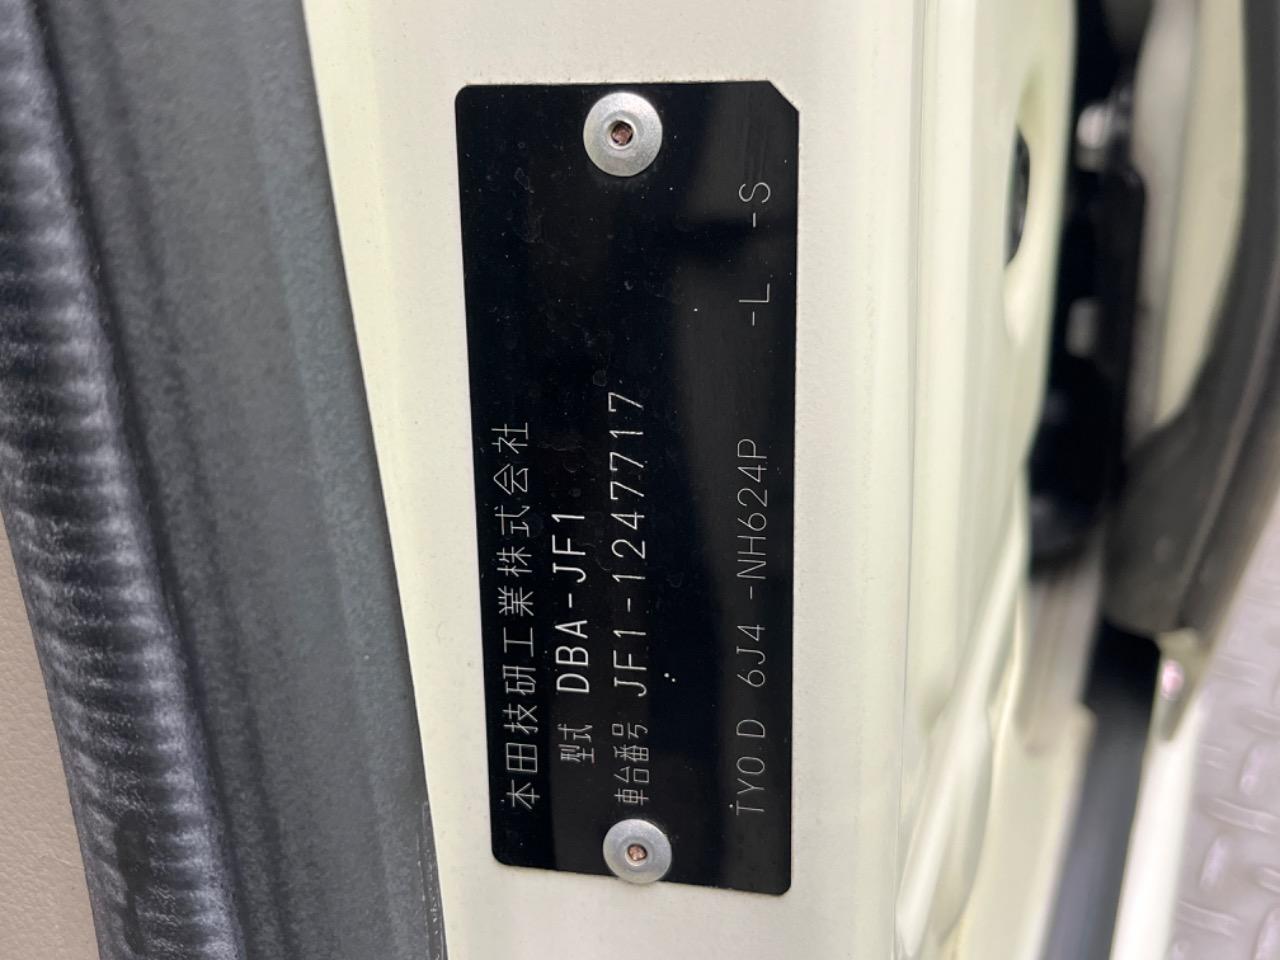 本田技研工業株式会社
型式 DBA-JF1
車台番号 JF1-1247717
TY0 D 6J4 -NH624P -L -S